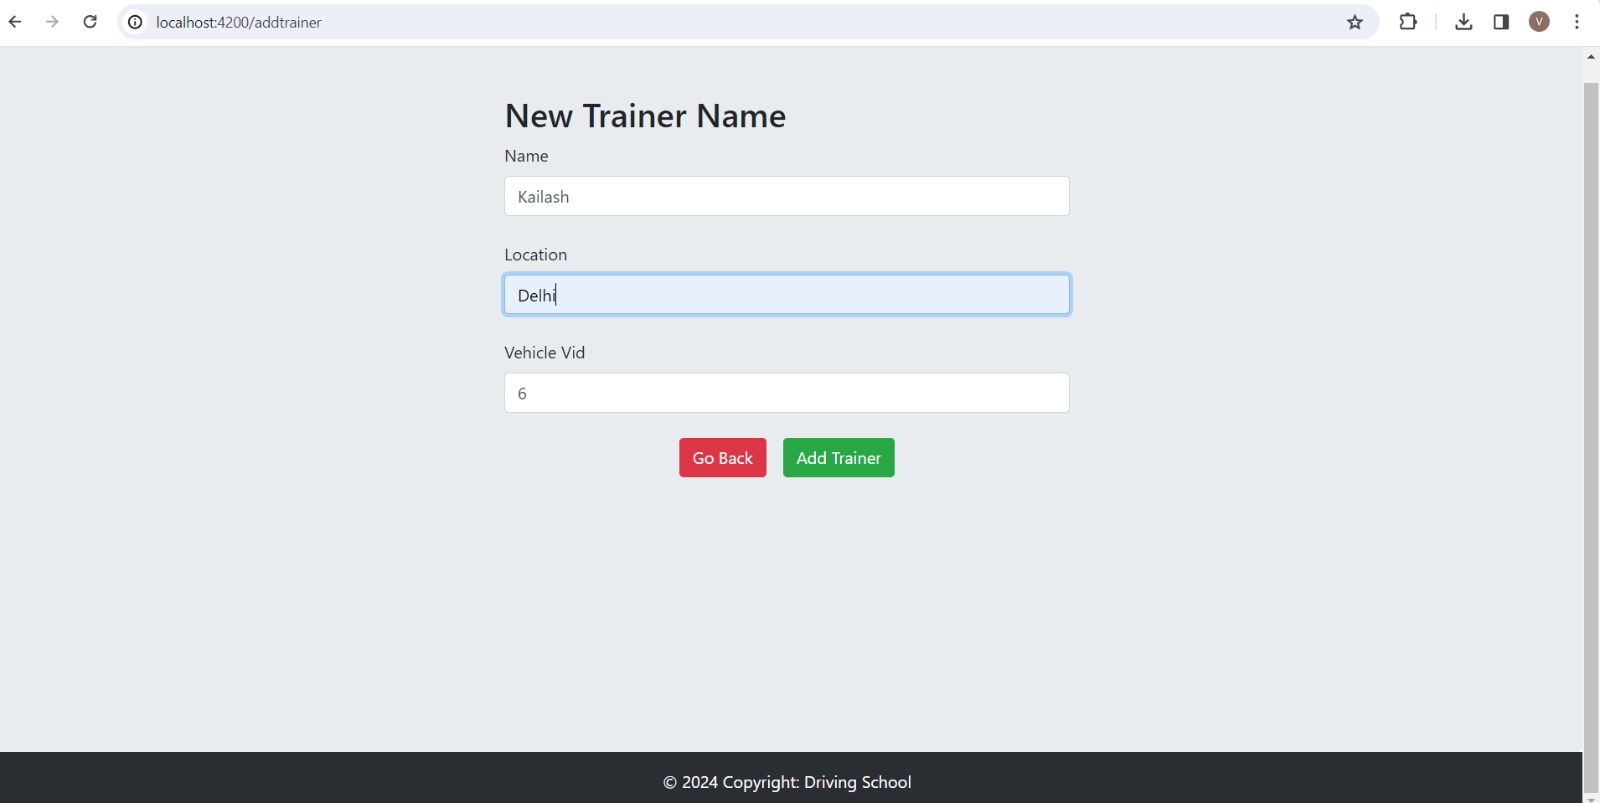 localhost:4200/addtrainer
V
New Trainer Name
Name
Kailash
Location
Delhi
Vehicle Vid
6
Go Back Add Trainer
© 2024 Copyright: Driving School